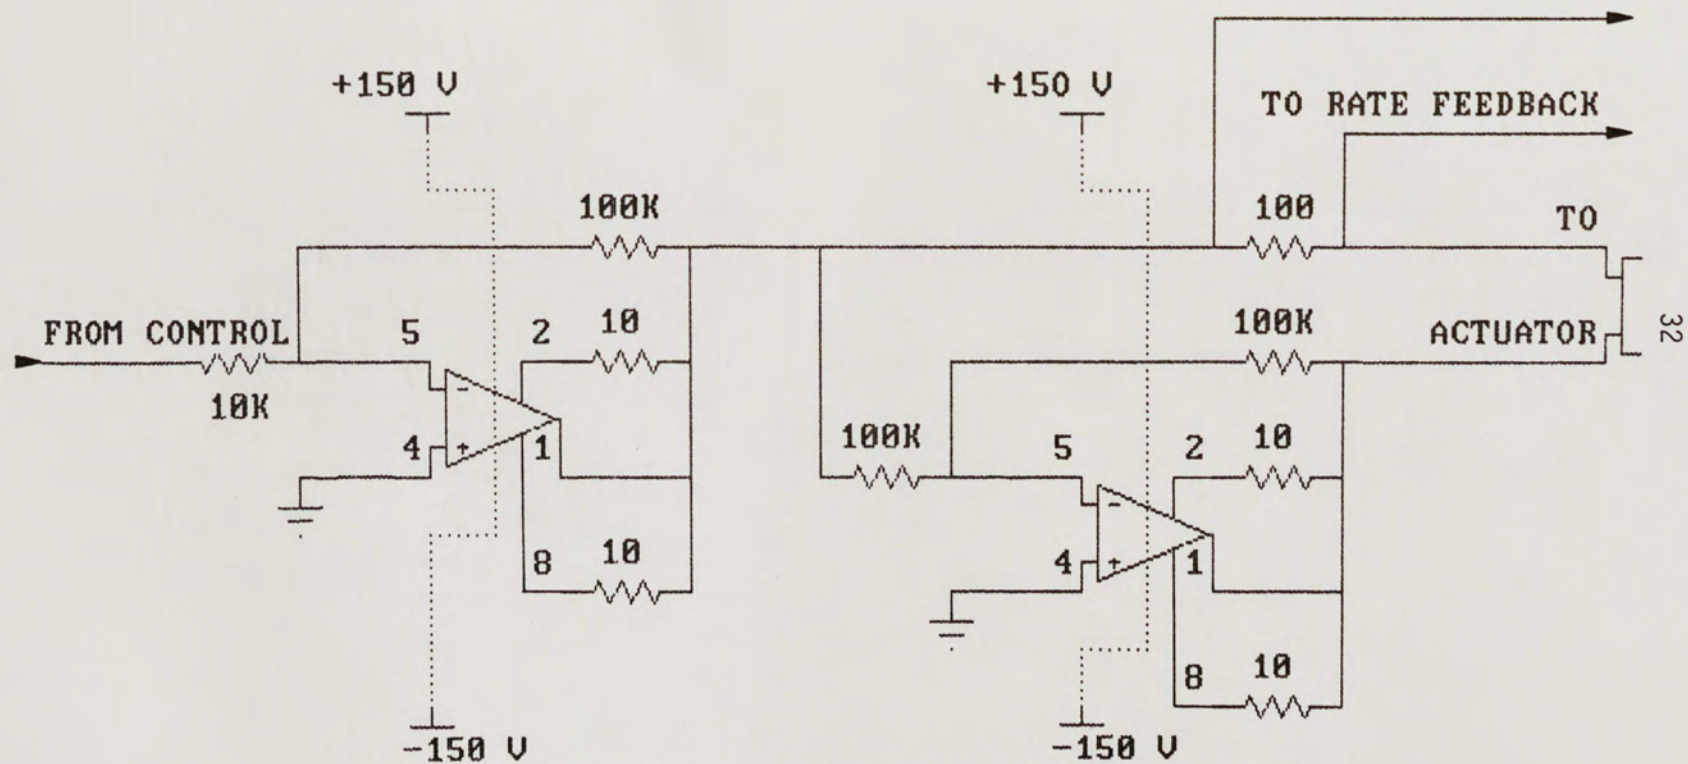 +150 V
+150 V
TO RATE FEEDBACK
100K
100
TO
FROM CONTROL
5
2
10
100K
ACTUATOR
32
10K
-
4
+
1
100K
5
2
10
8
10
-
4
+
1
8
10
-150 V
-150 V